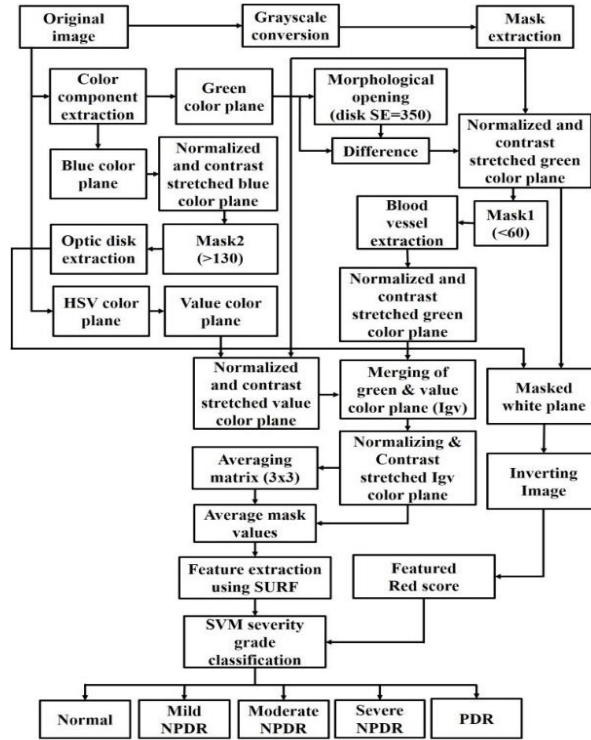 Original
image
Grayscale
conversion
Mask
extraction
Color
component
extraction
Green
color plane
Morphological
opening
(disk SE=350)
Normalized and
contrast
stretched green
color plane
Difference
Blue color
plane
Normalized
and contrast
stretched blue
color plane
Blood
vessel
extraction
Mask1
(<60)
Optic disk
extraction
Mask2
(>130)
Normalized and
contrast
stretched green
color plane
HSV color
plane
Value color
plane
Normalized
and contrast
stretched value
color plane
Merging of
green & value
color plane (Igv)
Masked
white plane
Averaging
matrix (3x3)
Normalizing &
Contrast
stretched Igv
color plane
Inverting
Image
Average mask
values
Feature extraction
using SURF
Featured
Red score
SVM severity
grade
classification
Normal
Mild
NPDR
Moderate
NPDR
Severe
NPDR
PDR